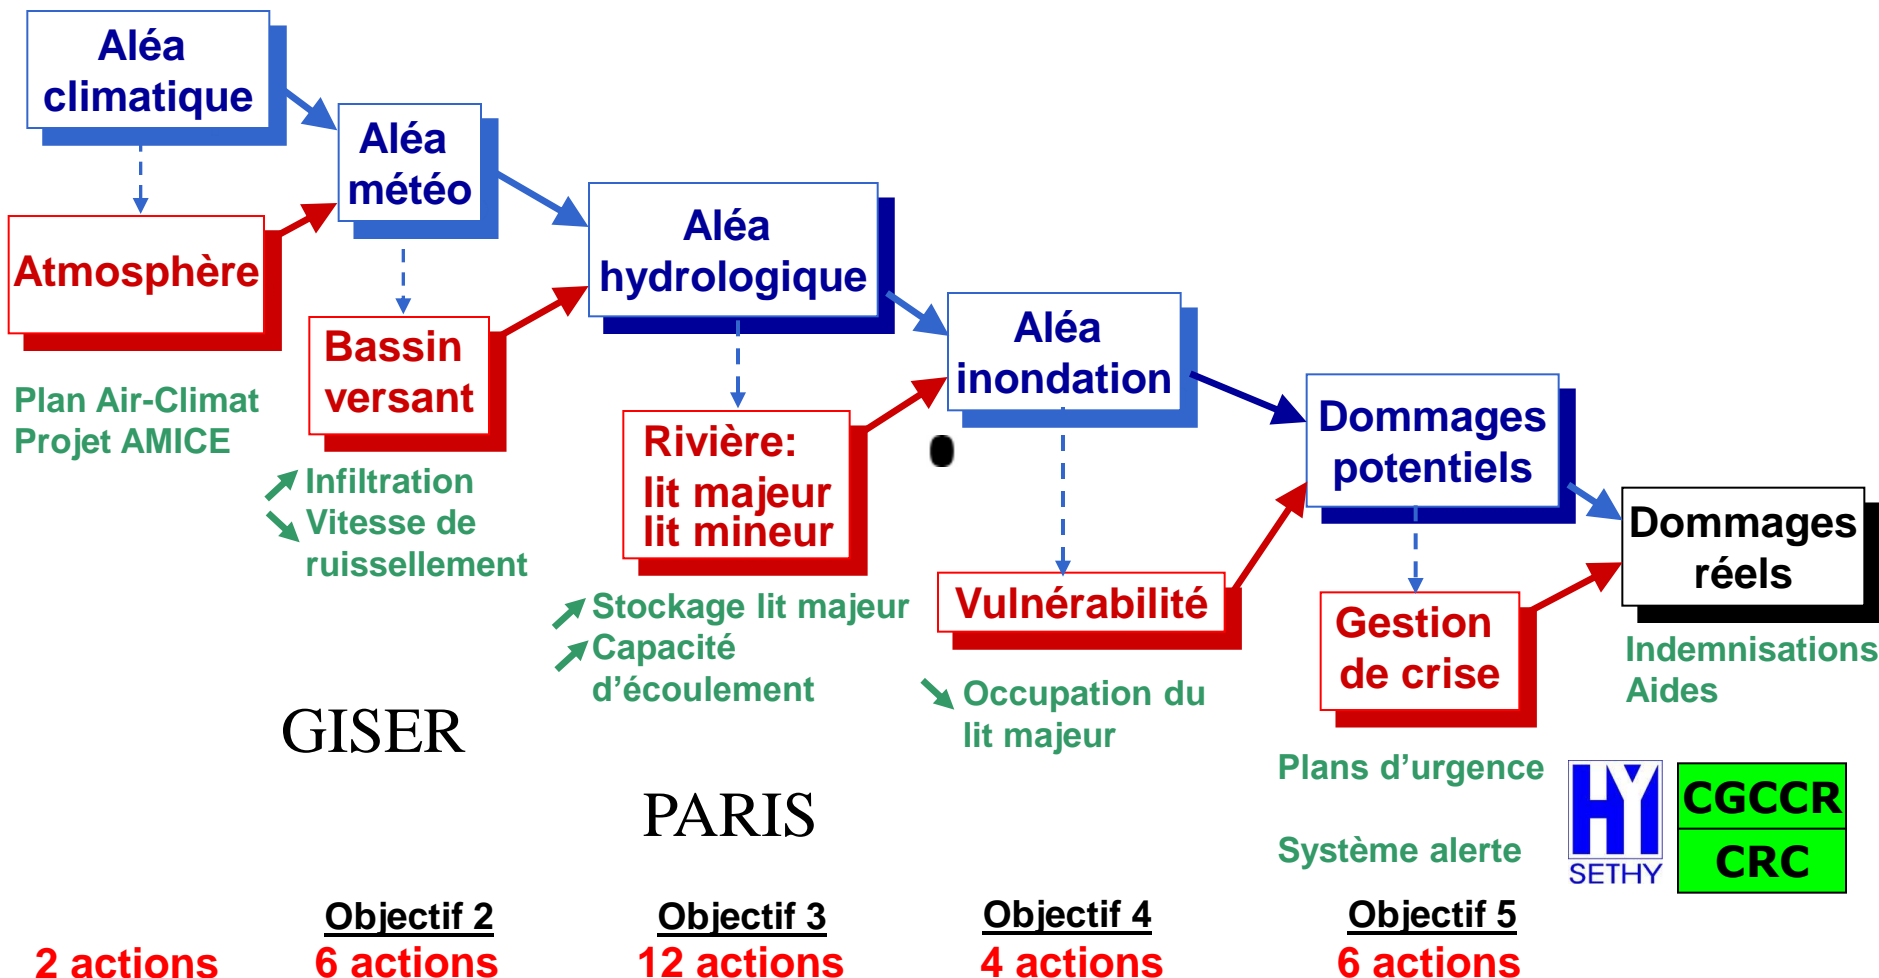 Aléa
climatique
Aléa
météo
Aléa
hydrologique
Atmosphère
Aléa
inondation
Bassin
versant
Dommages
potentiels
Plan Air-Climat
Projet AMICE
Rivière:
lit majeur
lit mineur
Infiltration
Vitesse de
ruissellement
Dommages
réels
Stockage lit majeur
Capacité
d'écoulement
Vulnérabilité
Gestion
de crise
Indemnisations
Aides
Occupation du
lit majeur
GISER
PARIS
Plans d'urgence
Système alerte
HY
SETHY
CGCCR
CRC
Objectif 2
Objectif 3
Objectif 4
Objectif 5
2 actions
6 actions
12 actions
4 actions
6 actions